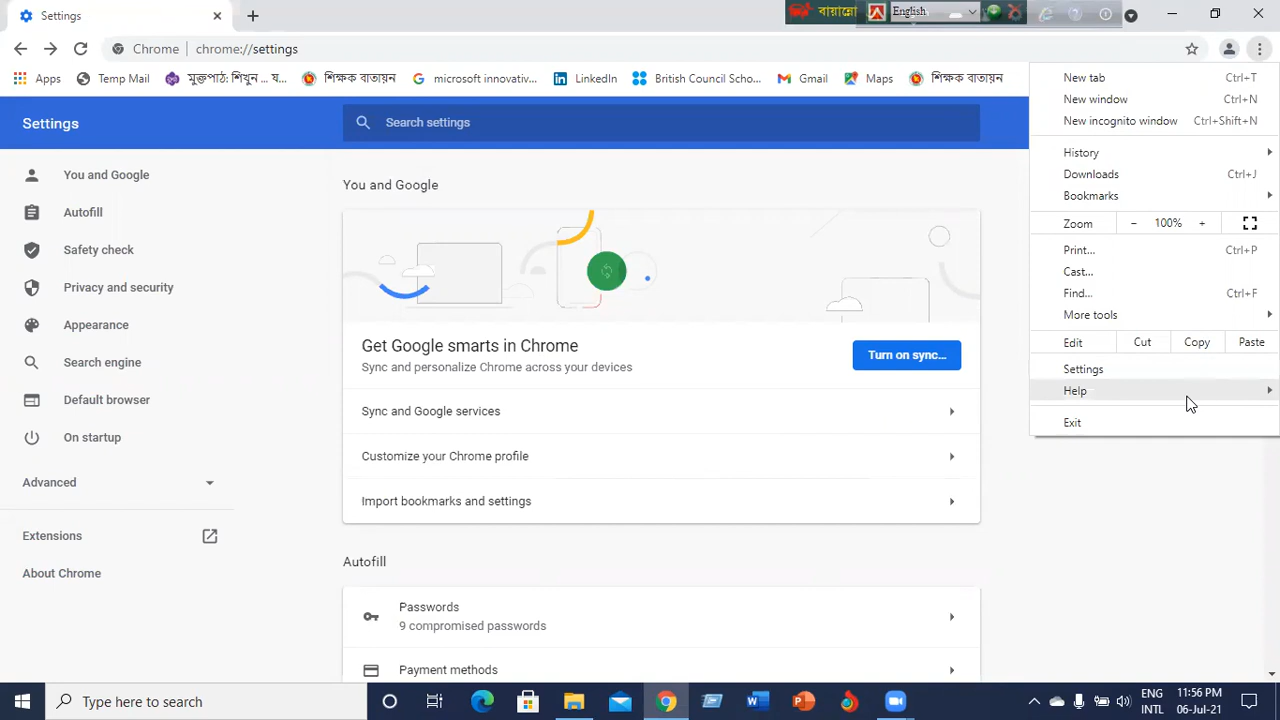 Settings
বায়ান্নো
English
Chrome | chrome://settings
Apps
Temp Mail
মুক্তপাঠ: শিখুন ... য...
শিক্ষক বাতায়ন
microsoft innovativ...
LinkedIn
British Council Scho...
Gmail
Maps
শিক্ষক বাতায়ন
Settings
Search settings
You and Google
Autofill
Safety check
Privacy and security
Appearance
Search engine
Default browser
On startup
Advanced
Extensions
About Chrome
You and Google
Get Google smarts in Chrome
Sync and personalize Chrome across your devices
Turn on sync...
Sync and Google services
Customize your Chrome profile
Import bookmarks and settings
Autofill
Passwords
9 compromised passwords
Payment methods
New tab Ctrl+T
New window Ctrl+N
New incognito window Ctrl+Shift+N
History
Downloads Ctrl+J
Bookmarks
Zoom - 100% +
Print... Ctrl+P
Cast...
Find... Ctrl+F
More tools
Edit Cut Copy Paste
Settings
Help
Exit
Type here to search
ENG
INTL
11:56 PM
06-Jul-21